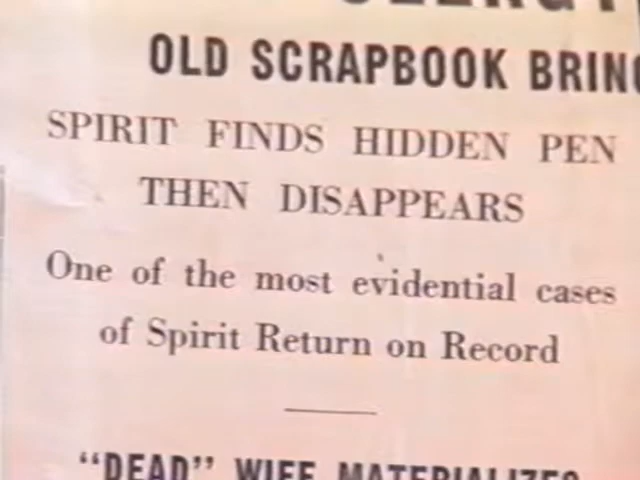 OLD SCRAPBOOK
SPIRIT FINDS HIDDEN PEN
THEN DISAPPEARS
One of the most evidential cases
of Spirit Return on Record
"DEAD" WIFE MATERIALIZES